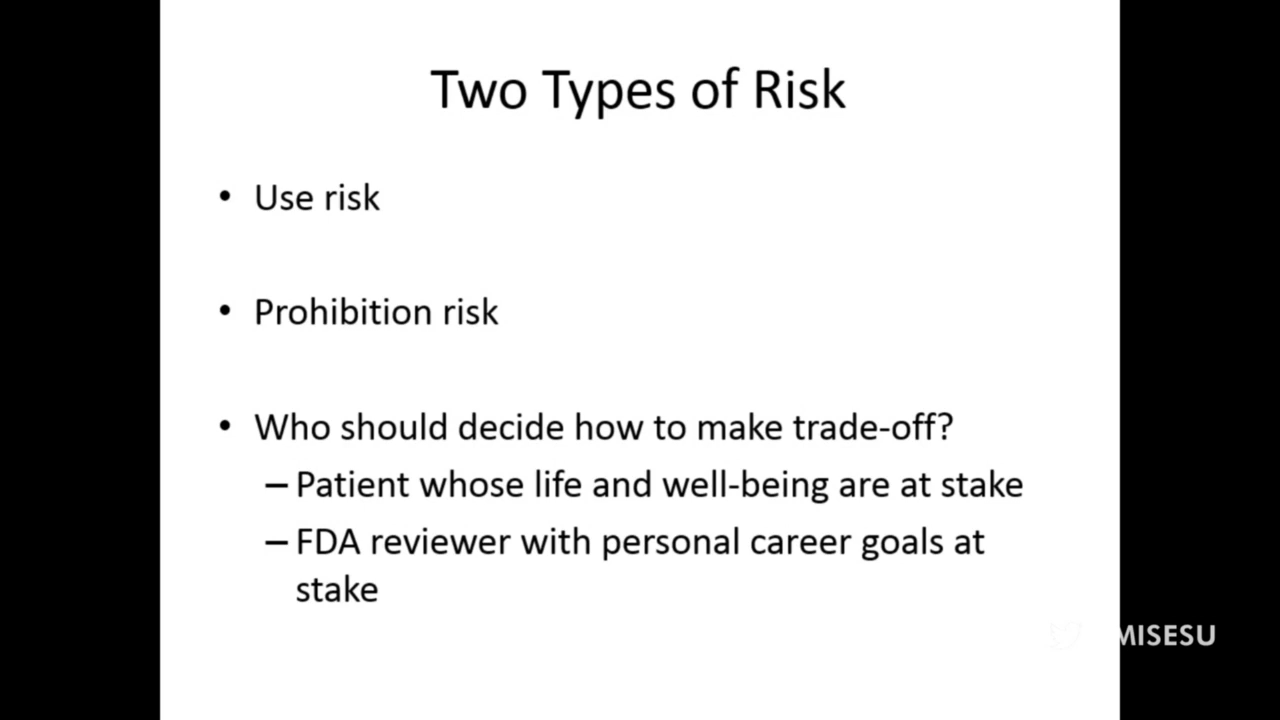 Two Types of Risk
• Use risk
• Prohibition risk
• Who should decide how to make trade-off?
– Patient whose life and well-being are at stake
– FDA reviewer with personal career goals at
stake
MISESU